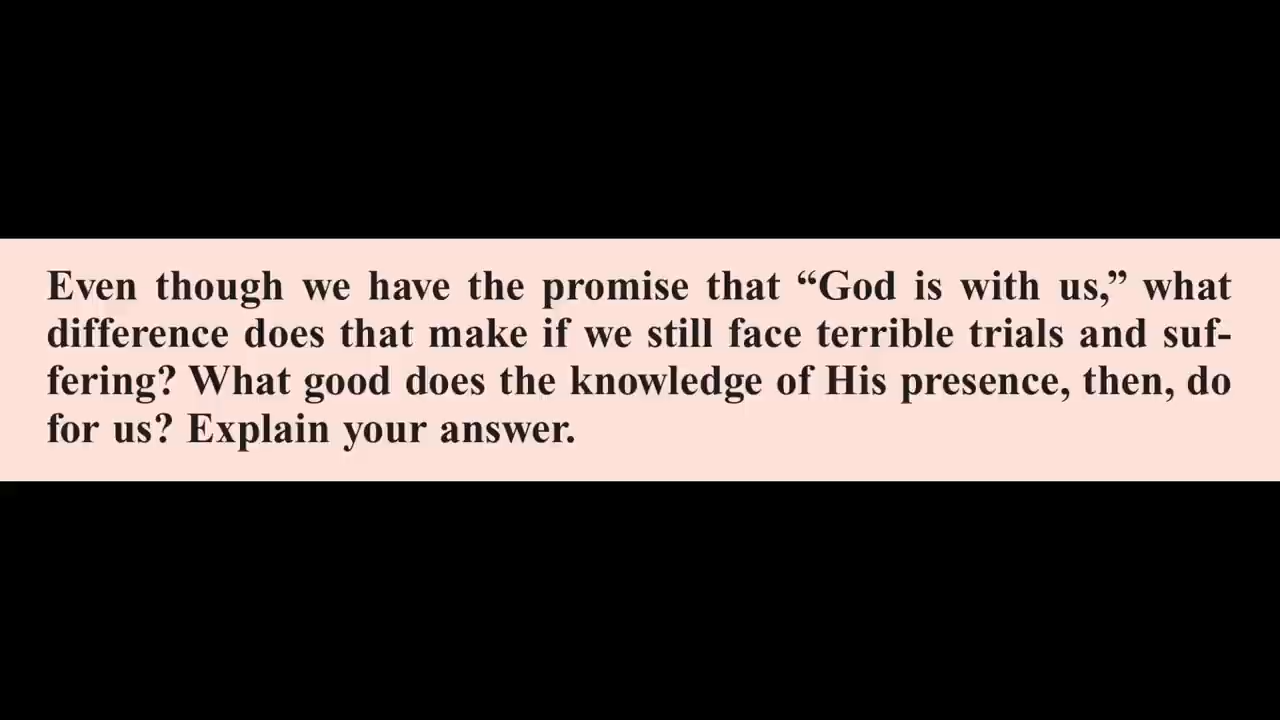 Even though we have the promise that “God is with us,” what
difference does that make if we still face terrible trials and suf-
fering? What good does the knowledge of His presence, then, do
for us? Explain your answer.